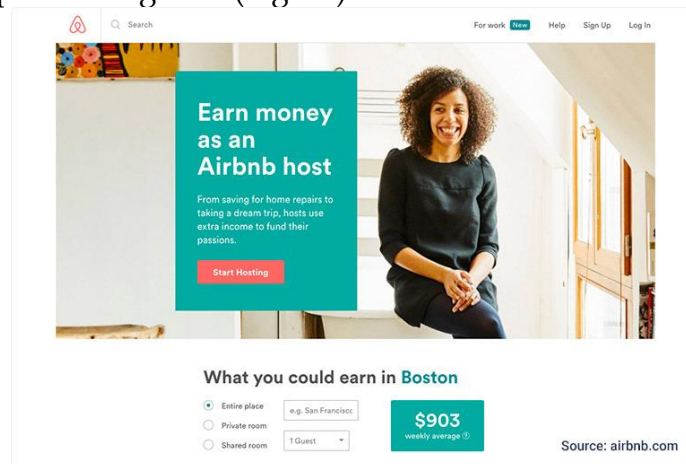 Search
For work New Help Sign Up Log In
Earn money
as an
Airbnb host
From saving for home repairs to
taking a dream trip, hosts use
extra income to fund their
passions.
Start Hosting
What you could earn in Boston
Entire place
Private room
Shared room
e.g. San Francisc
1 Guest
$903
weekly average ?
Source: airbnb.com